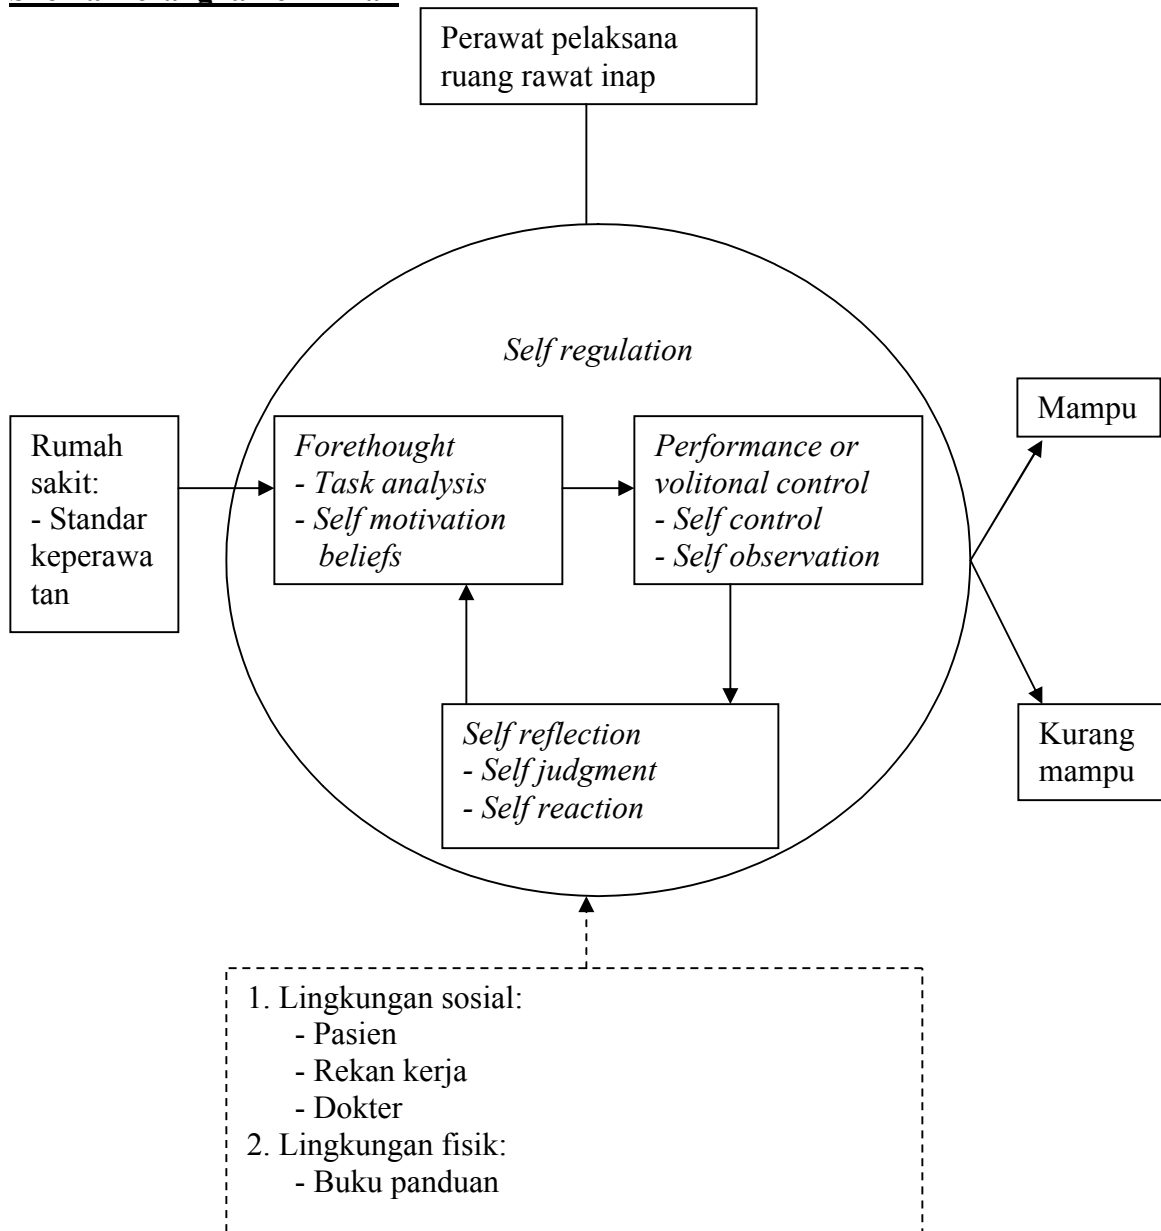 Perawat pelaksana
ruang rawat inap
Self regulation
Rumah
sakit:
- Standar
keperawa
tan
Forethought
- Task analysis
- Self motivation
beliefs
Performance or
volitonal control
- Self control
- Self observation
Self reflection
- Self judgment
- Self reaction
Mampu
Kurang
mampu
1. Lingkungan sosial:
- Pasien
- Rekan kerja
- Dokter
2. Lingkungan fisik:
- Buku panduan